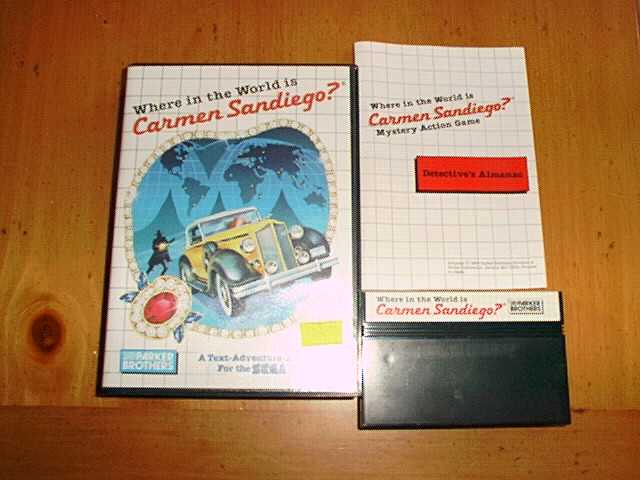 Where in the World is
Carmen Sandiego?
A Text-Adventure
For the SEGA
PARKER
BROTHERS
Where in the World is
Carmen Sandiego?
Mystery Action Game
Detective's Almanac
Where in the World is
Carmen Sandiego?
PARKER
BROTHERS